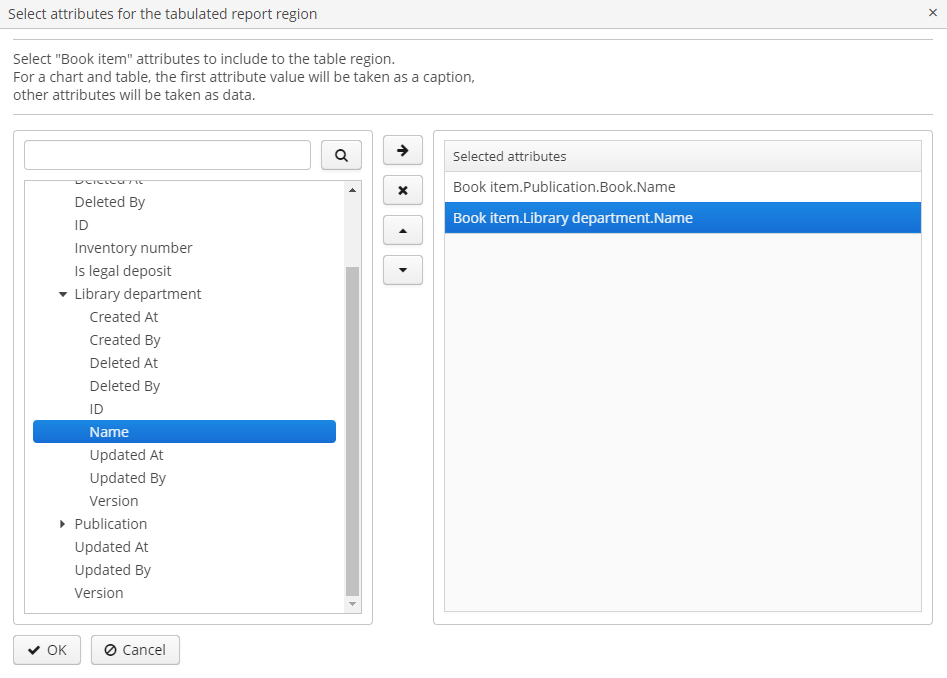 Select attributes for the tabulated report region
Select "Book item" attributes to include to the table region.
For a chart and table, the first attribute value will be taken as a caption,
other attributes will be taken as data.
Deleted At
Deleted By
ID
Inventory number
Is legal deposit
Library department
Created At
Created By
Deleted At
Deleted By
ID
Name
Updated At
Updated By
Version
Publication
Updated At
Updated By
Version
Selected attributes
Book item.Publication.Book.Name
Book item.Library department.Name
OK
Cancel